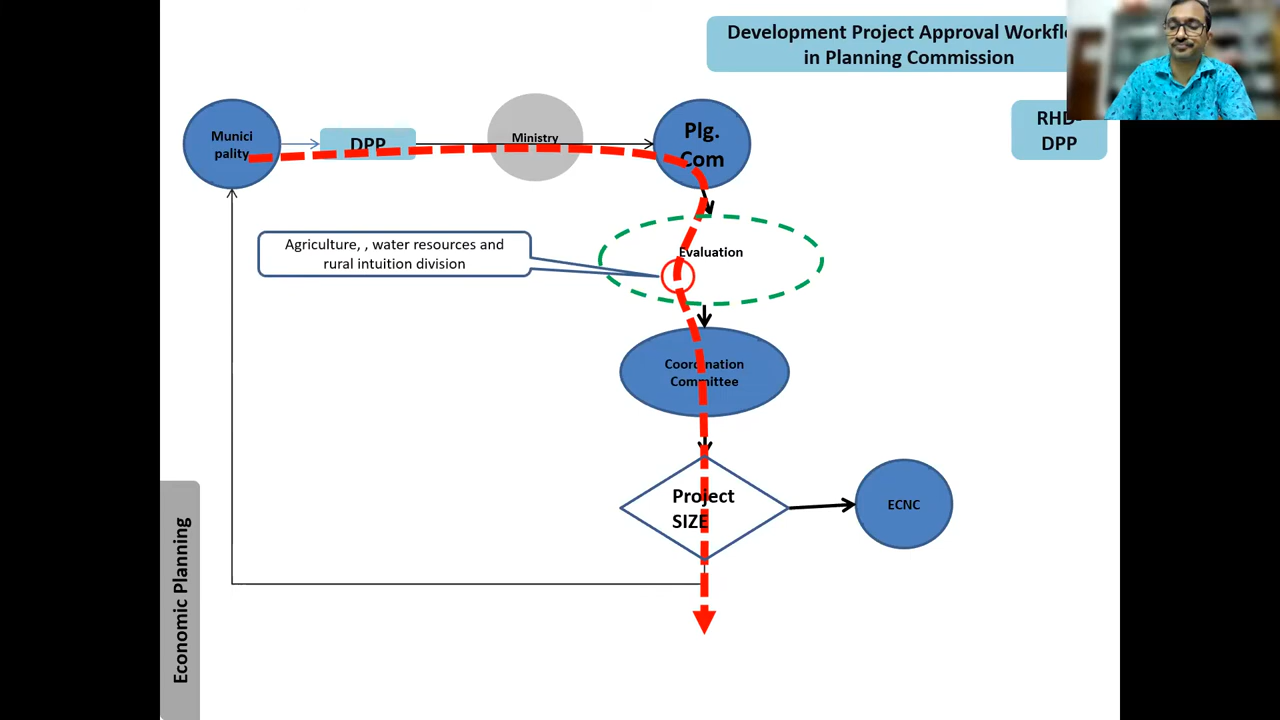 Development Project Approval Workfl
in Planning Commission
RHD-
DPP
Munici
pality
DPP
Ministry
Plg.
Com
Agriculture, , water resources and
rural intuition division
Evaluation
Coordination
Committee
Project
SIZE
ECNC
Economic Planning